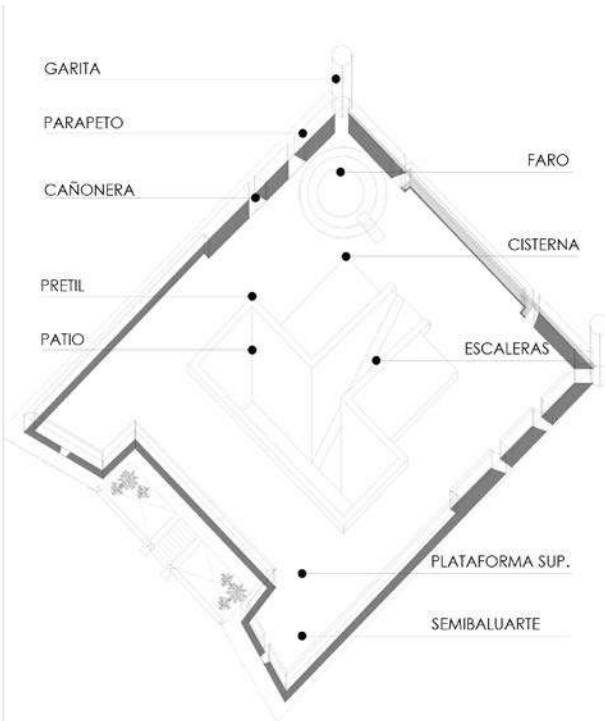 GARITA
PARAPETO
CAÑONERA
PRETIL
PATIO
FARO
CISTERNA
ESCALERAS
PLATAFORMA SUP.
SEMIBALUARTE